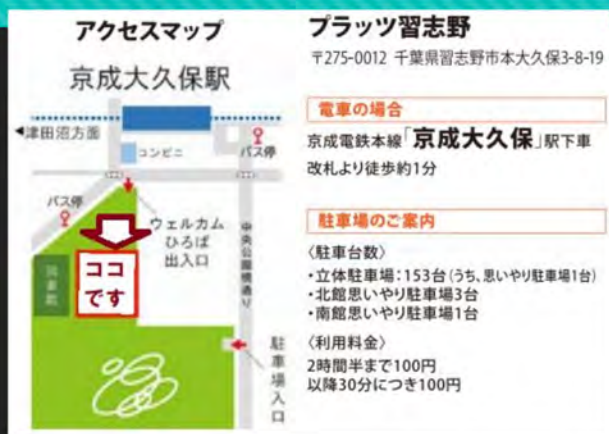 アクセスマップ
京成大久保駅
◀津田沼方面
コンビニ
バス停
バス停
ウェルカム
ひろば
出入口
中央公園横通り
図書館
ココ
です
駐車場入口
プラッツ習志野
〒275-0012 千葉県習志野市本大久保3-8-19
電車の場合
京成電鉄本線「京成大久保」駅下車
改札より徒歩約1分
駐車場のご案内
〈駐車台数〉
・立体駐車場：153台（うち、思いやり駐車場1台）
・北館思いやり駐車場3台
・南館思いやり駐車場1台
〈利用料金〉
2時間半まで100円
以降30分につき100円